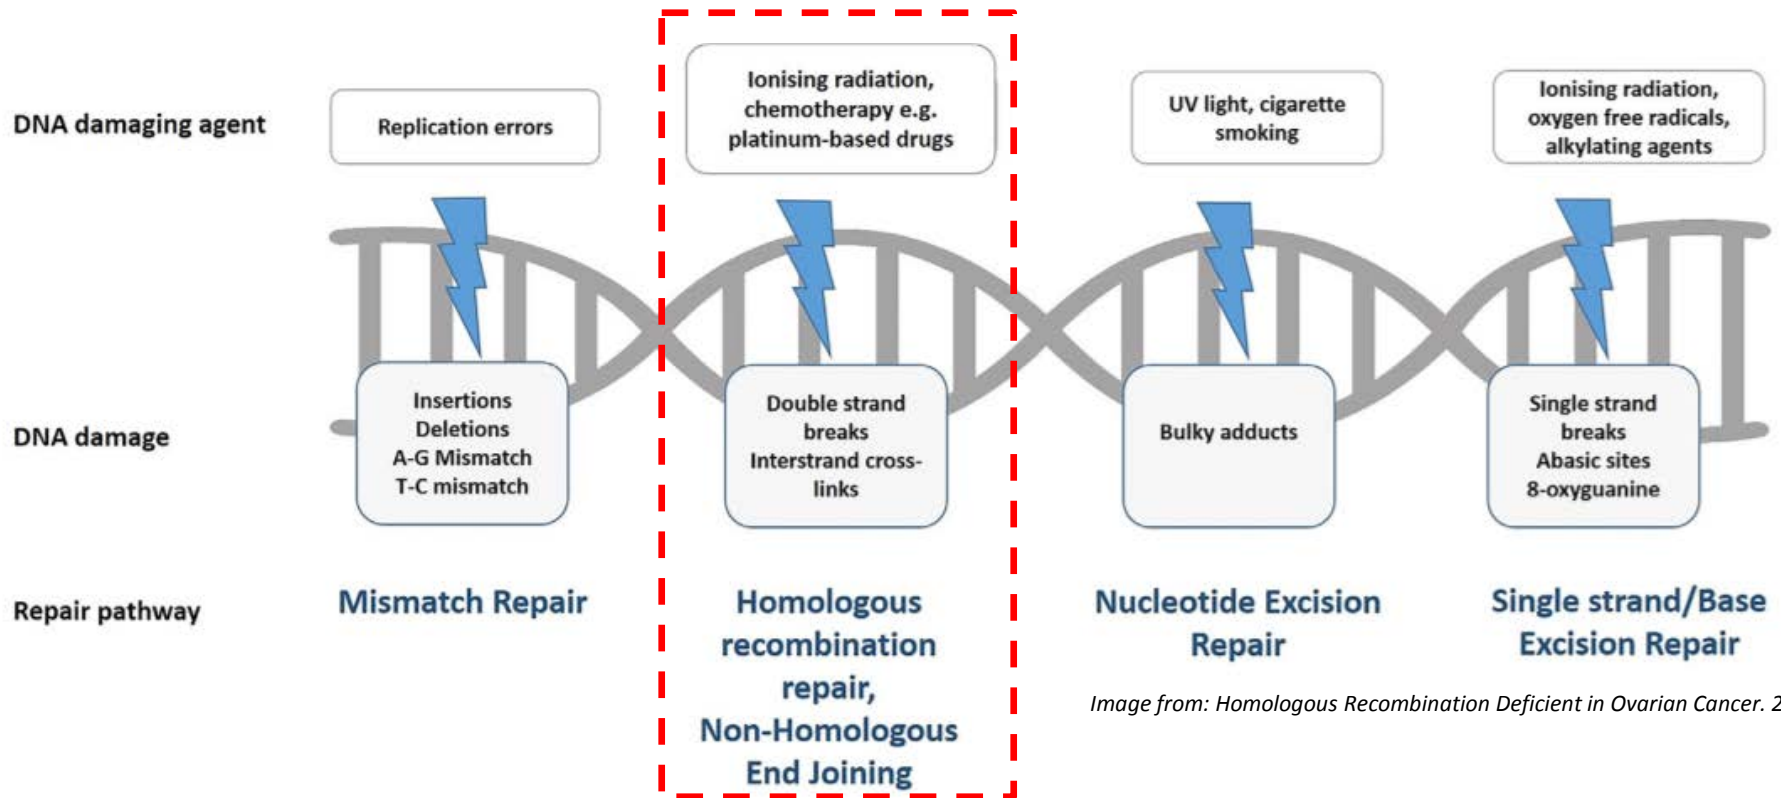 DNA damaging agent
Replication errors
Ionising radiation,
chemotherapy e.g.
platinum-based drugs
UV light, cigarette
smoking
Ionising radiation,
oxygen free radicals,
alkylating agents
DNA damage
Insertions
Deletions
A-G Mismatch
T-C mismatch
Double strand
breaks
Interstrand cross-
links
Bulky adducts
Single strand
breaks
Abasic sites
8-oxyguanine
Repair pathway
Mismatch Repair
Homologous
recombination
repair,
Non-Homologous
End Joining
Nucleotide Excision
Repair
Single strand/Base
Excision Repair
Image from: Homologous Recombination Deficient in Ovarian Cancer. 2